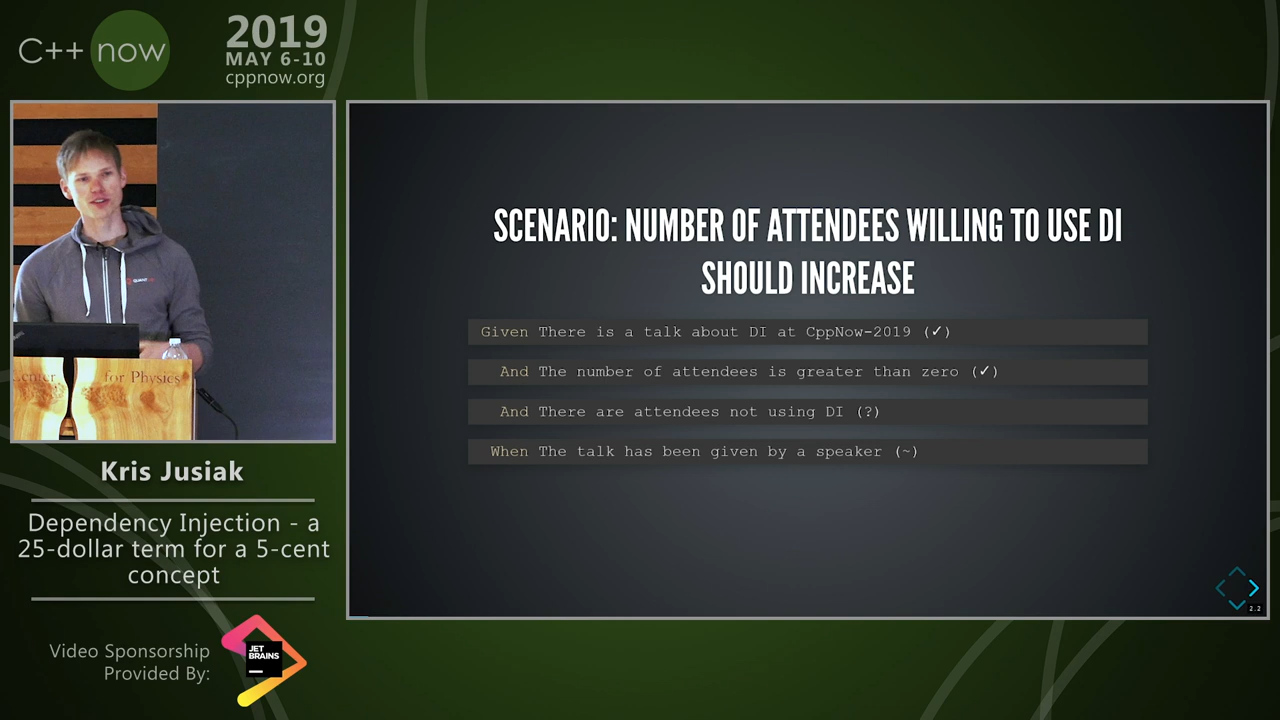 C++ now
2019
MAY 6-10
cppnow.org
Center for Physics
Kris Jusiak
Dependency Injection - a
25-dollar term for a 5-cent
concept
Video Sponsorship
Provided By:
JET
BRAINS
SCENARIO: NUMBER OF ATTENDEES WILLING TO USE DI
SHOULD INCREASE
Given There is a talk about DI at CppNow-2019 (✓)
And The number of attendees is greater than zero (✓)
And There are attendees not using DI (?)
When The talk has been given by a speaker (~)
2.2